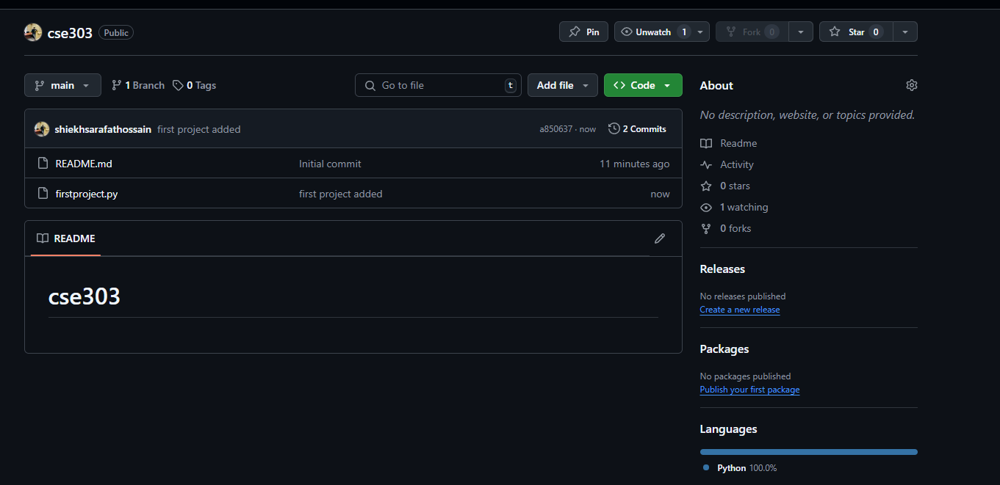 cse303 Public Pin Unwatch 1 Fork 0 Star 0
main 1 Branch 0 Tags Go to file t Add file Code
shiekhsarafathossain first project added a850637 · now 2 Commits
README.md Initial commit 11 minutes ago
firstproject.py first project added now
README
cse303
About
No description, website, or topics provided.
Readme
Activity
0 stars
1 watching
0 forks
Releases
No releases published
Create a new release
Packages
No packages published
Publish your first package
Languages
Python 100.0%